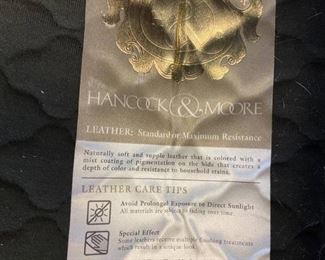 HANCOCK & MOORE
LEATHER: Standard or Maximum Resistance
Naturally soft and supple leather that is colored with a
mist coating of pigmentation on the hide that creates a
depth of color and resistance to household stains.
LEATHER CARE TIPS
Avoid Prolonged Exposure to Direct Sunlight
All materials are subject to fading over time.
Special Effect
Some leathers receive multiple finishing treatments
which result in a unique look.